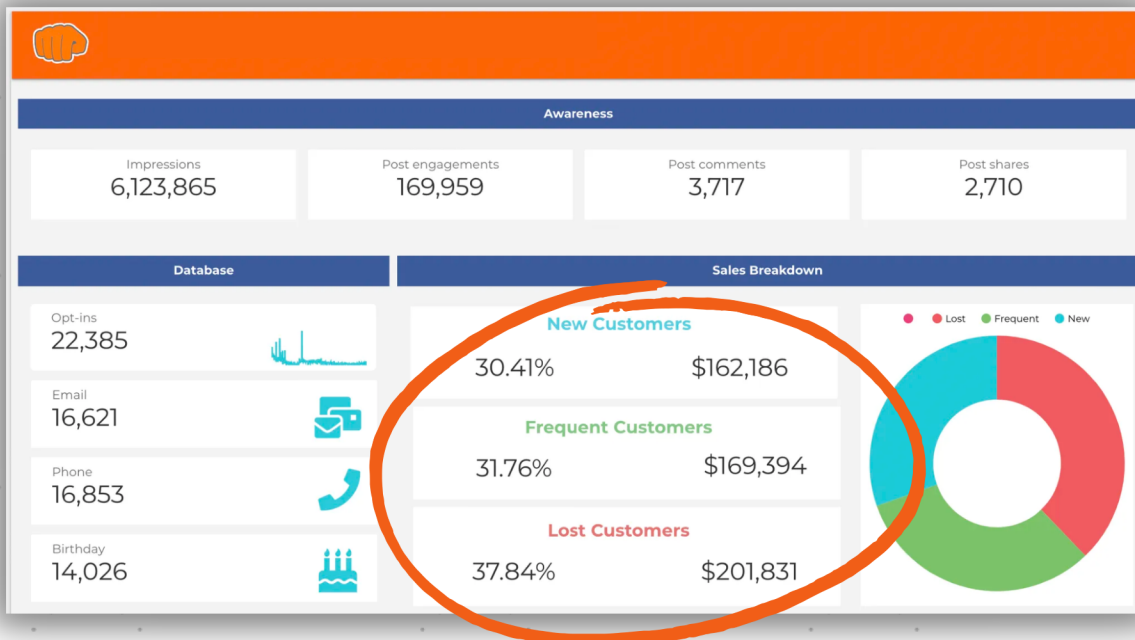 Awareness
Impressions
6,123,865
Post engagements
169,959
Post comments
3,717
Post shares
2,710
Database
Opt-ins
22,385
Email
16,621
Phone
16,853
Birthday
14,026
Sales Breakdown
New Customers
30.41% $162,186
Frequent Customers
31.76% $169,394
Lost Customers
37.84% $201,831
Lost Frequent New